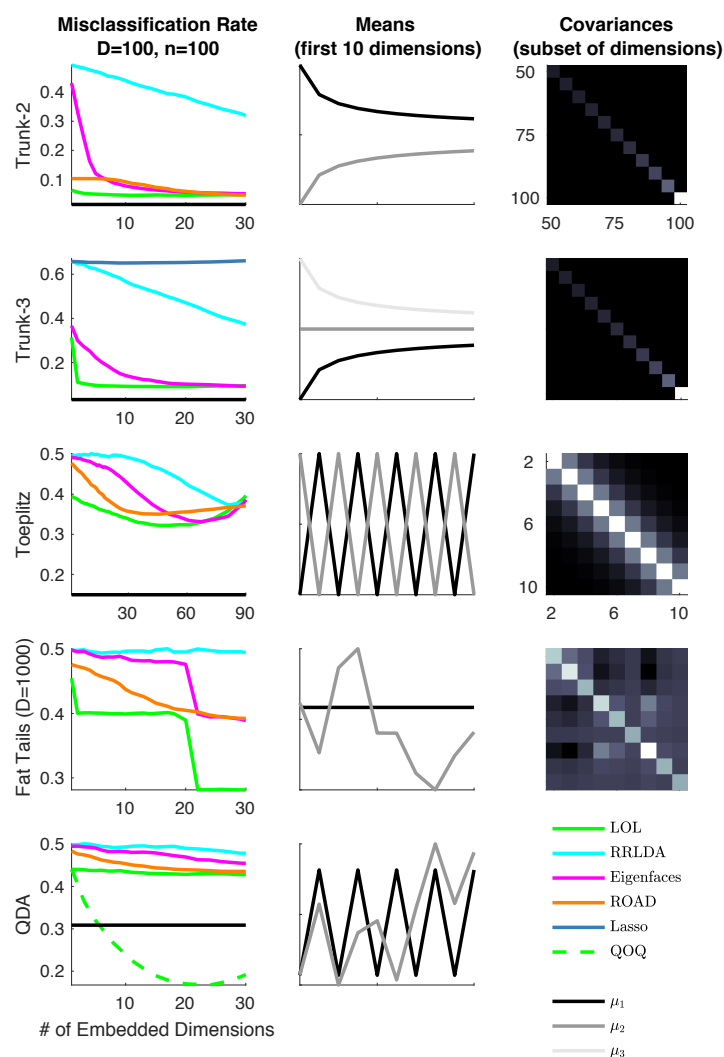 Misclassification Rate
D=100, n=100
Means
(first 10 dimensions)
Covariances
(subset of dimensions)
Trunk-2
0.4
0.3
0.2
0.1
10
20
30
50
75
100
50
75
100
Trunk-3
0.6
0.4
0.2
10
20
30
Toeplitz
0.5
0.4
0.3
0.2
30
60
90
2
6
10
2
6
10
Fat Tails (D=1000)
0.5
0.4
0.3
10
20
30
QDA
0.5
0.4
0.3
0.2
10
20
30
# of Embedded Dimensions
LOL
RRLDA
Eigenfaces
ROAD
Lasso
QOQ
μ₁
μ₂
μ₃